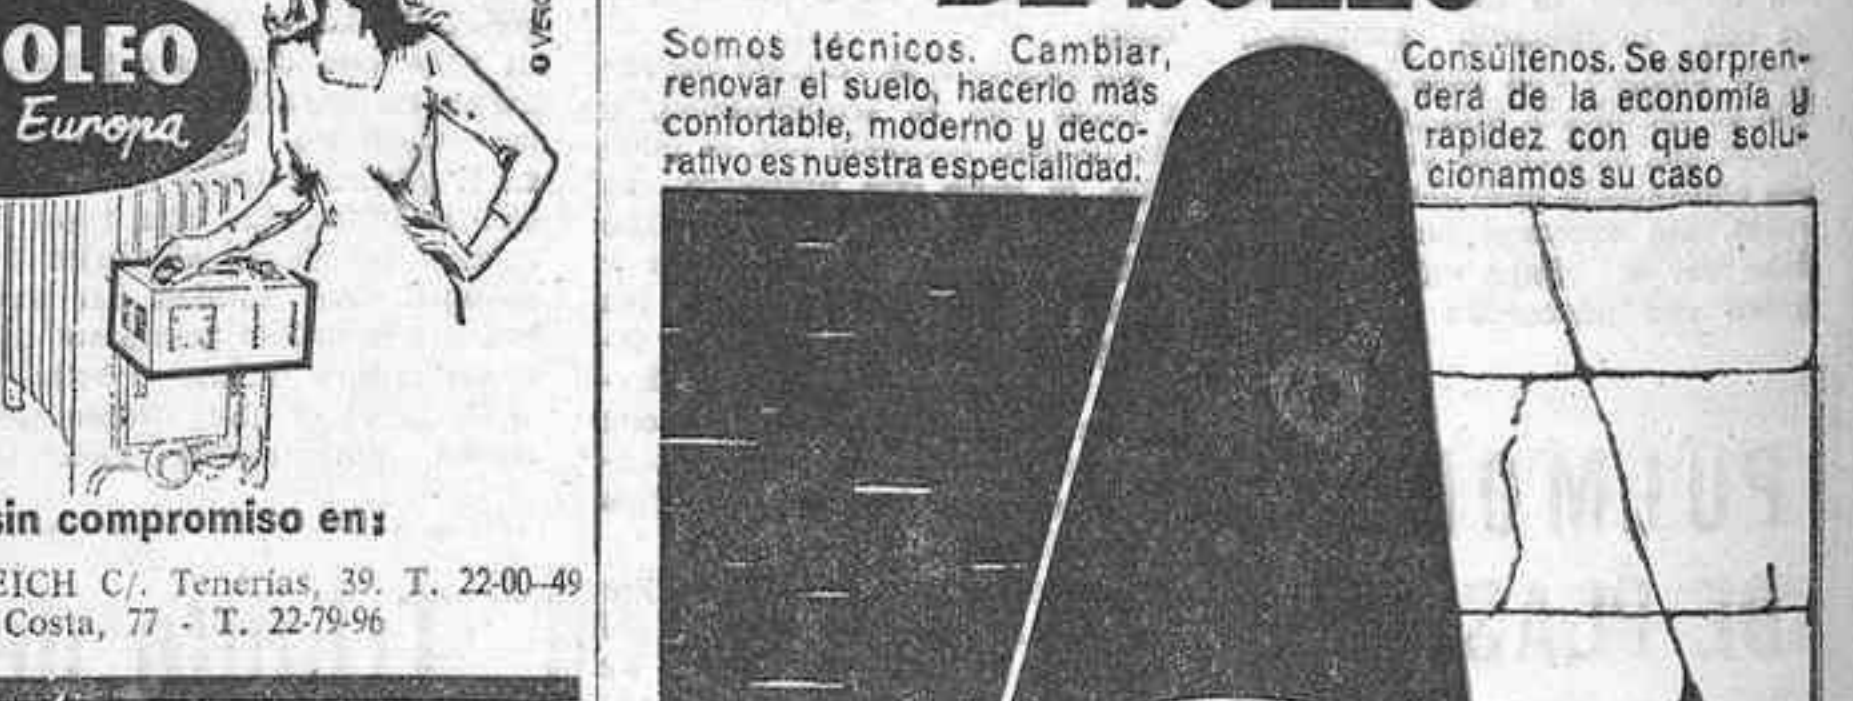 OLEO
Europa
sin compromiso en:
EICH C/. Tenerías, 39. T. 22-00-49
Costa, 77 - T. 22-79-96
Somos técnicos. Cambiar,
renovar el suelo, hacerlo más
confortable, moderno y deco-
rativo es nuestra especialidad.
Consúltenos. Se sorpren-
derá de la economía y
rapidez con que solu-
cionamos su caso